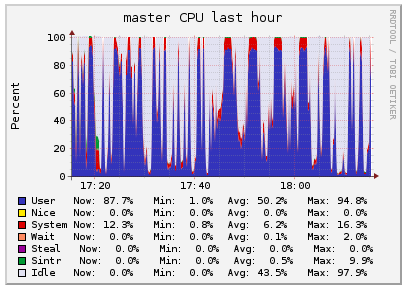 master CPU last hour
RRDTOOL / TOBI OETIKER
Percent
100
80
60
40
20
0
17:20 17:40 18:00
User Now: 87.7% Min: 1.0% Avg: 50.2% Max: 94.8%
Nice Now: 0.0% Min: 0.0% Avg: 0.0% Max: 0.0%
System Now: 12.3% Min: 0.8% Avg: 6.2% Max: 16.3%
Wait Now: 0.0% Min: 0.0% Avg: 0.1% Max: 2.0%
Steal Now: 0.0% Min: 0.0% Avg: 0.0% Max: 0.0%
Sintr Now: 0.0% Min: 0.0% Avg: 0.5% Max: 9.9%
Idle Now: 0.0% Min: 0.0% Avg: 43.5% Max: 97.9%